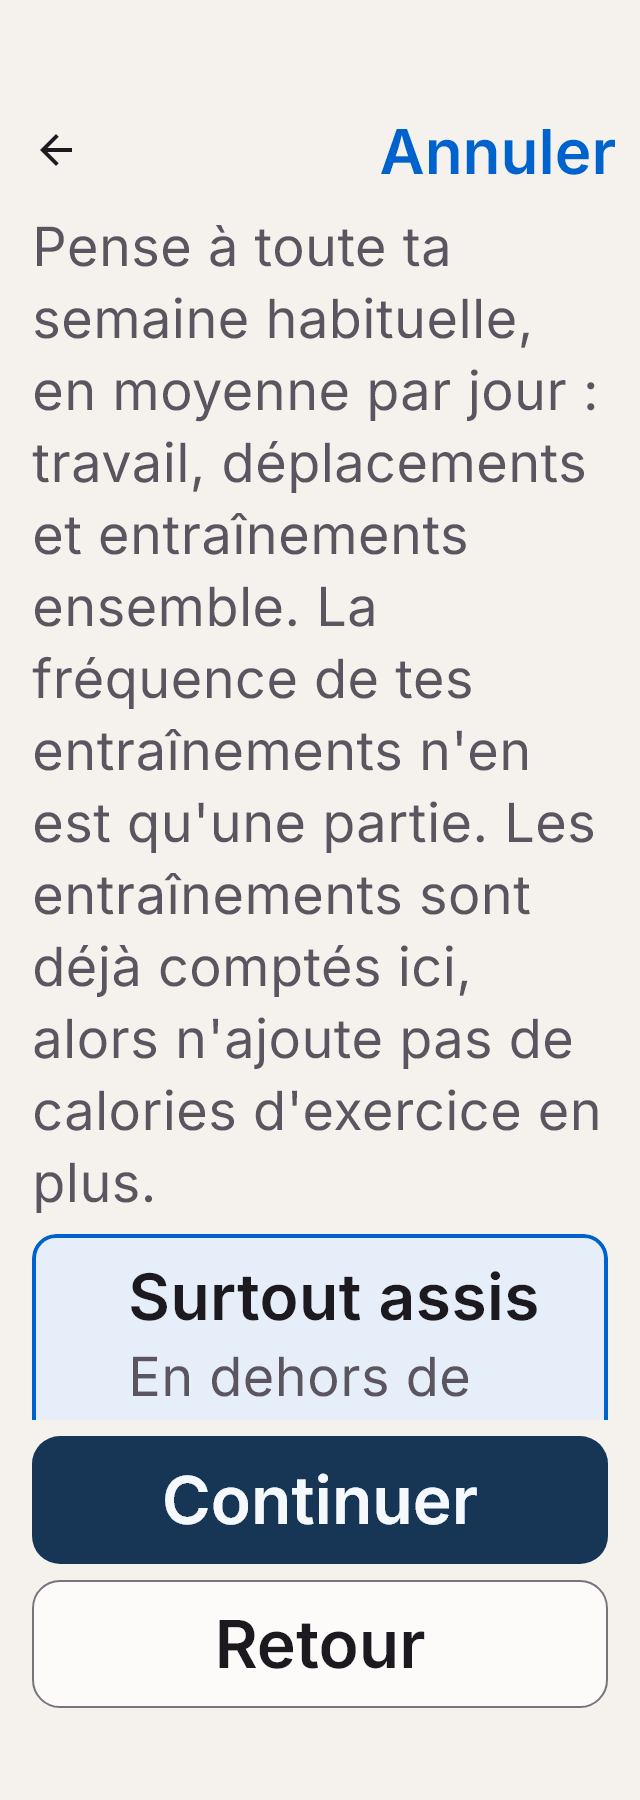 Annuler
Pense à toute ta
semaine habituelle,
en moyenne par jour :
travail, déplacements
et entraînements
ensemble. La
fréquence de tes
entraînements n'en
est qu'une partie. Les
entraînements sont
déjà comptés ici,
alors n'ajoute pas de
calories d'exercice en
plus.
Surtout assis
En dehors de
Continuer
Retour